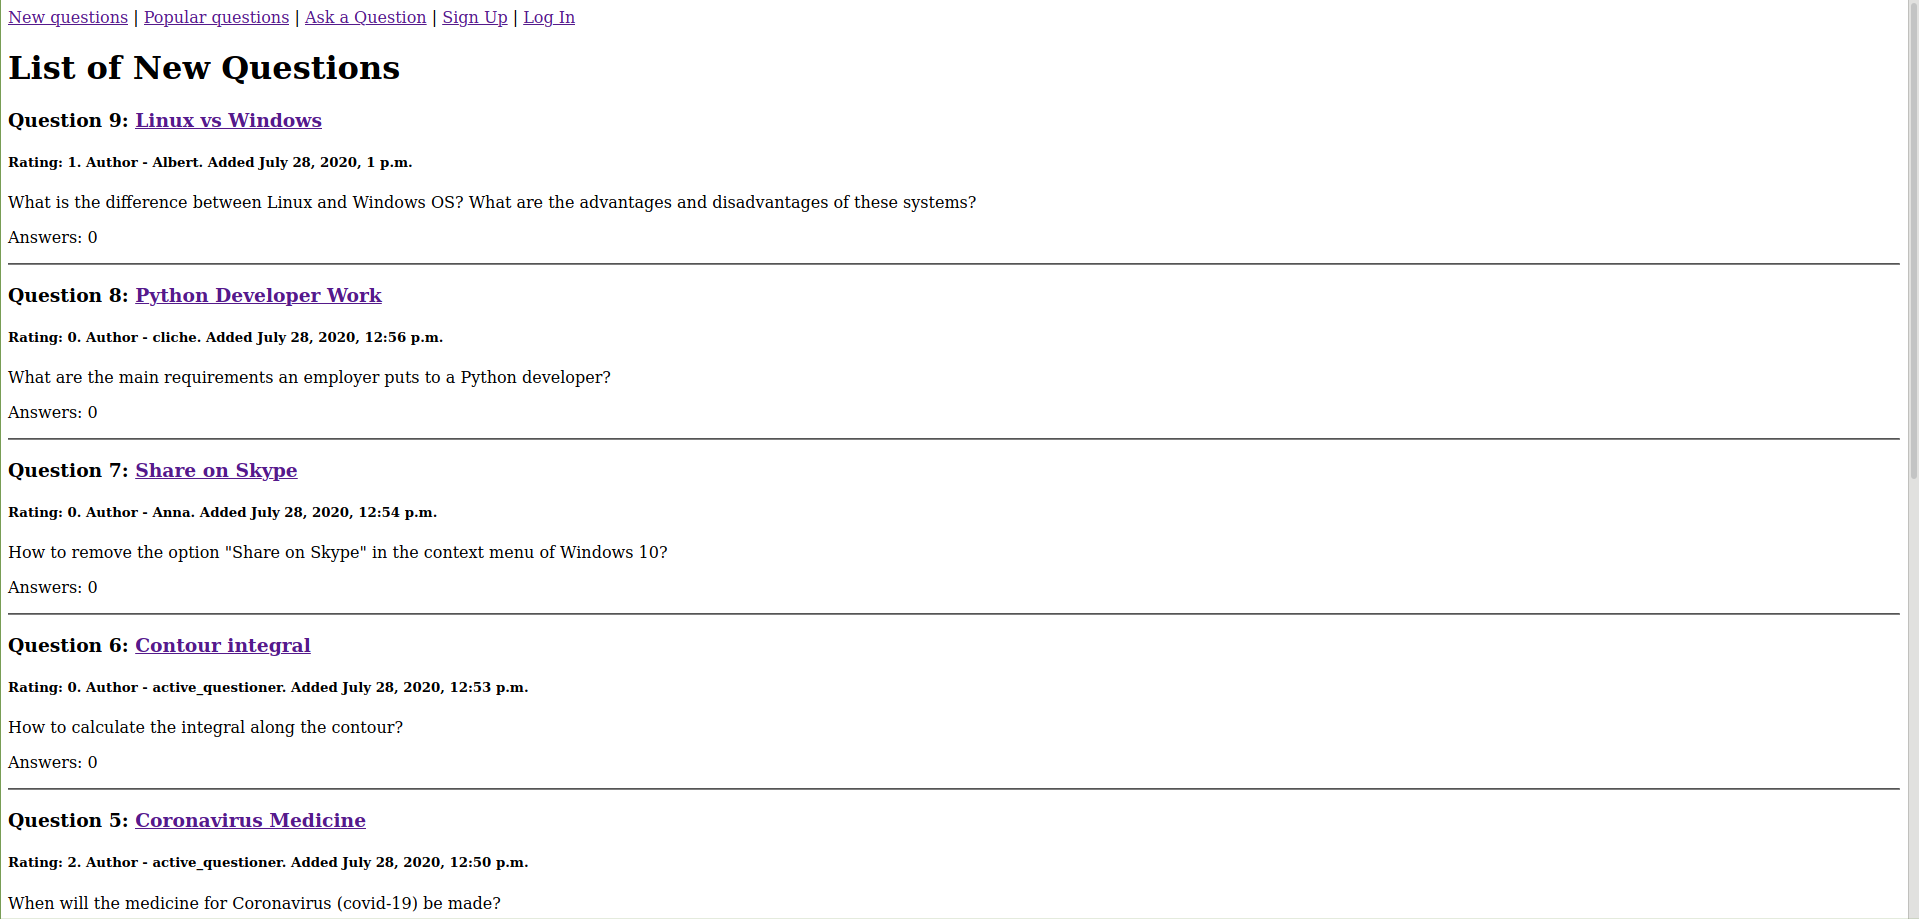 New questions | Popular questions | Ask a Question | Sign Up | Log In
List of New Questions
Question 9: Linux vs Windows
Rating: 1. Author - Albert. Added July 28, 2020, 1 p.m.
What is the difference between Linux and Windows OS? What are the advantages and disadvantages of these systems?
Answers: 0
Question 8: Python Developer Work
Rating: 0. Author - cliche. Added July 28, 2020, 12:56 p.m.
What are the main requirements an employer puts to a Python developer?
Answers: 0
Question 7: Share on Skype
Rating: 0. Author - Anna. Added July 28, 2020, 12:54 p.m.
How to remove the option "Share on Skype" in the context menu of Windows 10?
Answers: 0
Question 6: Contour integral
Rating: 0. Author - active_questioner. Added July 28, 2020, 12:53 p.m.
How to calculate the integral along the contour?
Answers: 0
Question 5: Coronavirus Medicine
Rating: 2. Author - active_questioner. Added July 28, 2020, 12:50 p.m.
When will the medicine for Coronavirus (covid-19) be made?